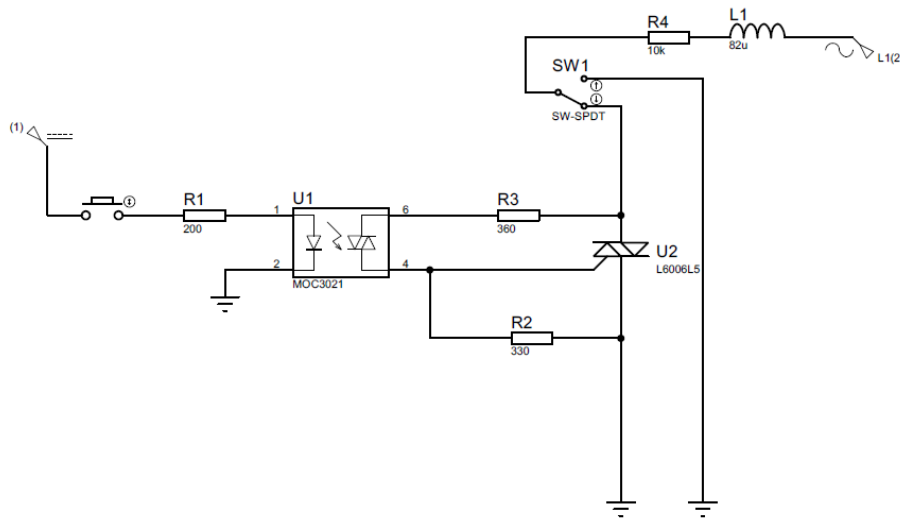 R4
10k
L1
82u
L1(2
SW1
SW-SPDT
(1)
R1
200
U1
1
2
6
4
MOC3021
R3
360
U2
L6006L5
R2
330